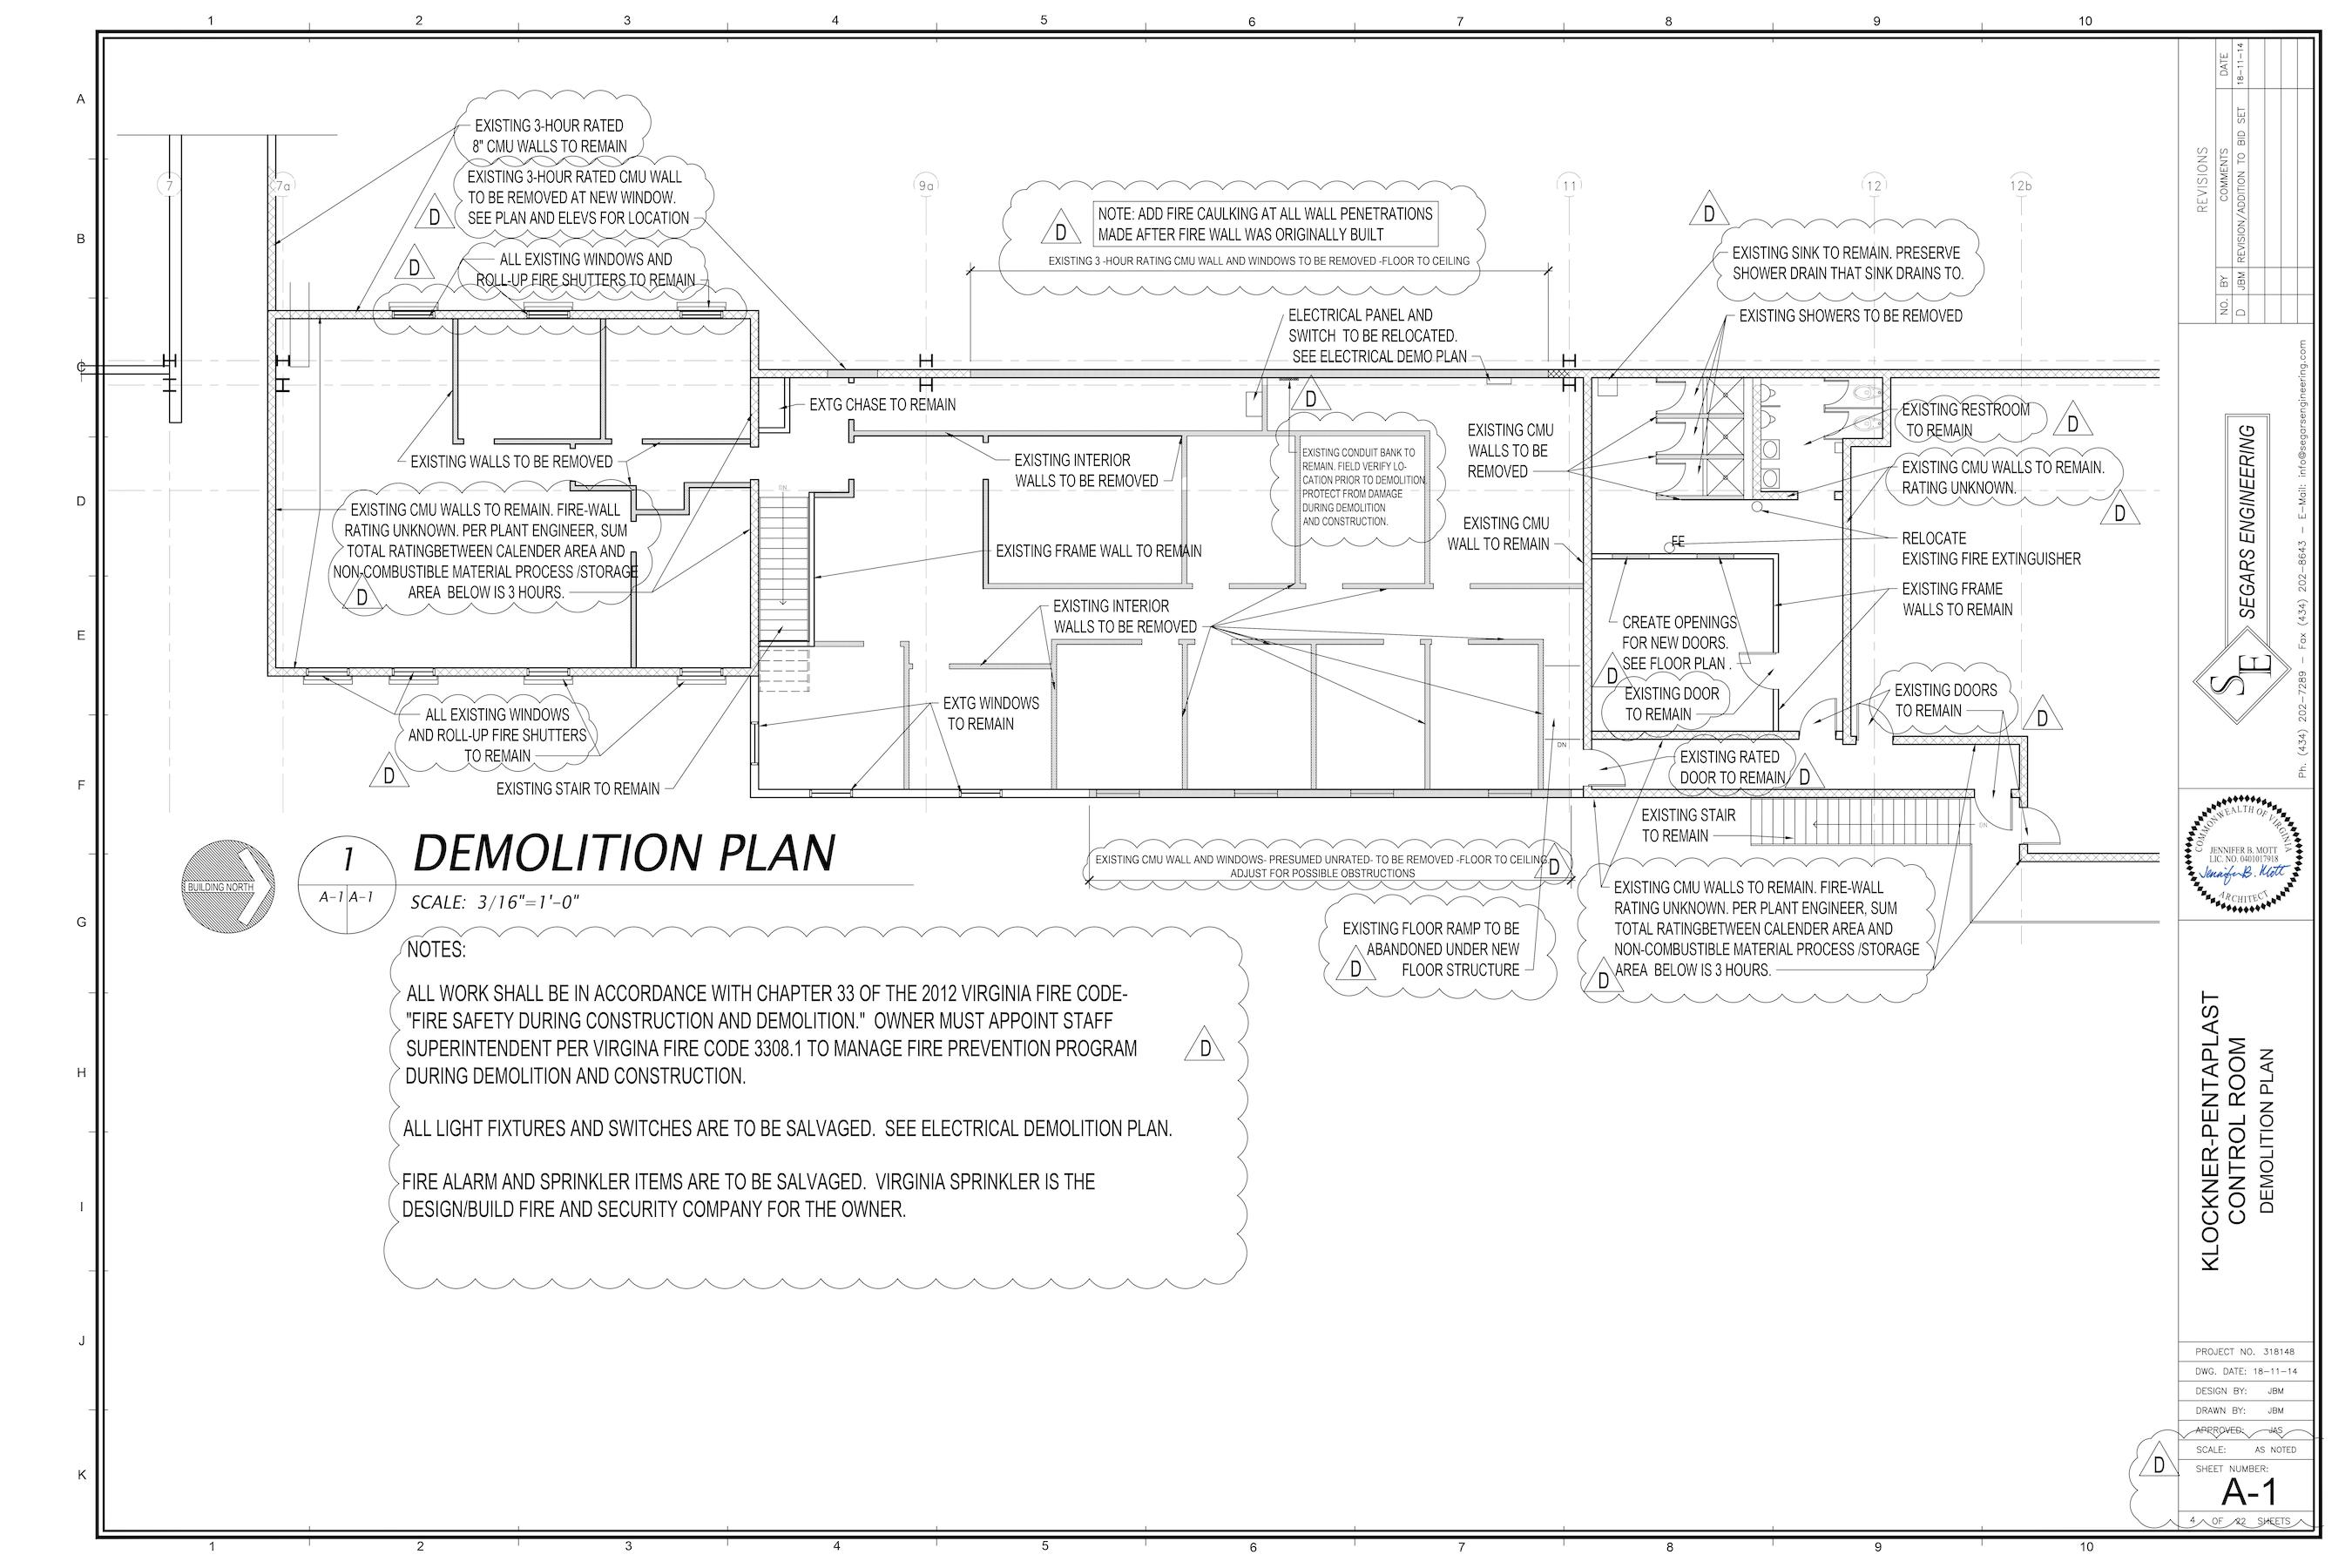 1 2 3 4 5 6 7 8 9 10
A
B
C
D
E
F
G
H
I
J
K
7
7a
9a
11
12
12b
EXISTING 3-HOUR RATED
8" CMU WALLS TO REMAIN
EXISTING 3-HOUR RATED CMU WALL
TO BE REMOVED AT NEW WINDOW.
SEE PLAN AND ELEVS FOR LOCATION
D
ALL EXISTING WINDOWS AND
ROLL-UP FIRE SHUTTERS TO REMAIN
D
NOTE: ADD FIRE CAULKING AT ALL WALL PENETRATIONS
MADE AFTER FIRE WALL WAS ORIGINALLY BUILT
D
EXISTING 3 -HOUR RATING CMU WALL AND WINDOWS TO BE REMOVED -FLOOR TO CEILING
D
EXISTING SINK TO REMAIN. PRESERVE
SHOWER DRAIN THAT SINK DRAINS TO.
EXISTING SHOWERS TO BE REMOVED
ELECTRICAL PANEL AND
SWITCH TO BE RELOCATED.
SEE ELECTRICAL DEMO PLAN
D
EXTG CHASE TO REMAIN
EXISTING WALLS TO BE REMOVED
EXISTING INTERIOR
WALLS TO BE REMOVED
EXISTING CONDUIT BANK TO
REMAIN. FIELD VERIFY LO-
CATION PRIOR TO DEMOLITION.
PROTECT FROM DAMAGE
DURING DEMOLITION
AND CONSTRUCTION.
EXISTING CMU
WALLS TO BE
REMOVED
EXISTING CMU
WALL TO REMAIN
EXISTING RESTROOM
TO REMAIN
D
EXISTING CMU WALLS TO REMAIN.
RATING UNKNOWN.
D
RELOCATE
EXISTING FIRE EXTINGUISHER
FE
EXISTING FRAME
WALLS TO REMAIN
EXISTING CMU WALLS TO REMAIN. FIRE-WALL
RATING UNKNOWN. PER PLANT ENGINEER, SUM
TOTAL RATINGBETWEEN CALENDER AREA AND
NON-COMBUSTIBLE MATERIAL PROCESS /STORAGE
AREA BELOW IS 3 HOURS.
D
DN
EXISTING FRAME WALL TO REMAIN
EXISTING INTERIOR
WALLS TO BE REMOVED
CREATE OPENINGS
FOR NEW DOORS.
SEE FLOOR PLAN .
D
EXISTING DOOR
TO REMAIN
EXISTING DOORS
TO REMAIN
D
EXTG WINDOWS
TO REMAIN
DN
ALL EXISTING WINDOWS
AND ROLL-UP FIRE SHUTTERS
TO REMAIN
D
EXISTING STAIR TO REMAIN
EXISTING RATED
DOOR TO REMAIN
D
EXISTING STAIR
TO REMAIN
DN
BUILDING NORTH
1
A-1 A-1
DEMOLITION PLAN
SCALE: 3/16"=1'-0"
EXISTING CMU WALL AND WINDOWS- PRESUMED UNRATED- TO BE REMOVED -FLOOR TO CEILING
ADJUST FOR POSSIBLE OBSTRUCTIONS
D
EXISTING FLOOR RAMP TO BE
ABANDONED UNDER NEW
FLOOR STRUCTURE
D
EXISTING CMU WALLS TO REMAIN. FIRE-WALL
RATING UNKNOWN. PER PLANT ENGINEER, SUM
TOTAL RATINGBETWEEN CALENDER AREA AND
NON-COMBUSTIBLE MATERIAL PROCESS /STORAGE
AREA BELOW IS 3 HOURS.
D
NOTES:
ALL WORK SHALL BE IN ACCORDANCE WITH CHAPTER 33 OF THE 2012 VIRGINIA FIRE CODE-
"FIRE SAFETY DURING CONSTRUCTION AND DEMOLITION." OWNER MUST APPOINT STAFF
SUPERINTENDENT PER VIRGINA FIRE CODE 3308.1 TO MANAGE FIRE PREVENTION PROGRAM
DURING DEMOLITION AND CONSTRUCTION.
D
ALL LIGHT FIXTURES AND SWITCHES ARE TO BE SALVAGED. SEE ELECTRICAL DEMOLITION PLAN.
FIRE ALARM AND SPRINKLER ITEMS ARE TO BE SALVAGED. VIRGINIA SPRINKLER IS THE
DESIGN/BUILD FIRE AND SECURITY COMPANY FOR THE OWNER.
REVISIONS
NO. BY COMMENTS DATE
D JBM REVISION/ADDITION TO BID SET 18-11-14
SEGARS ENGINEERING
SE
Ph. (434) 202-7289 - Fax (434) 202-8643 - E-Mail: info@segarsengineering.com
COMMONWEALTH OF VIRGINIA
JENNIFER B. MOTT
LIC. NO. 0401017918
Jennifer B. Mott
ARCHITECT
KLOCKNER-PENTAPLAST
CONTROL ROOM
DEMOLITION PLAN
PROJECT NO. 318148
DWG. DATE: 18-11-14
DESIGN BY: JBM
DRAWN BY: JBM
APPROVED: JAS
SCALE: AS NOTED
SHEET NUMBER:
A-1
4 OF 22 SHEETS
D
1 2 3 4 5 6 7 8 9 10